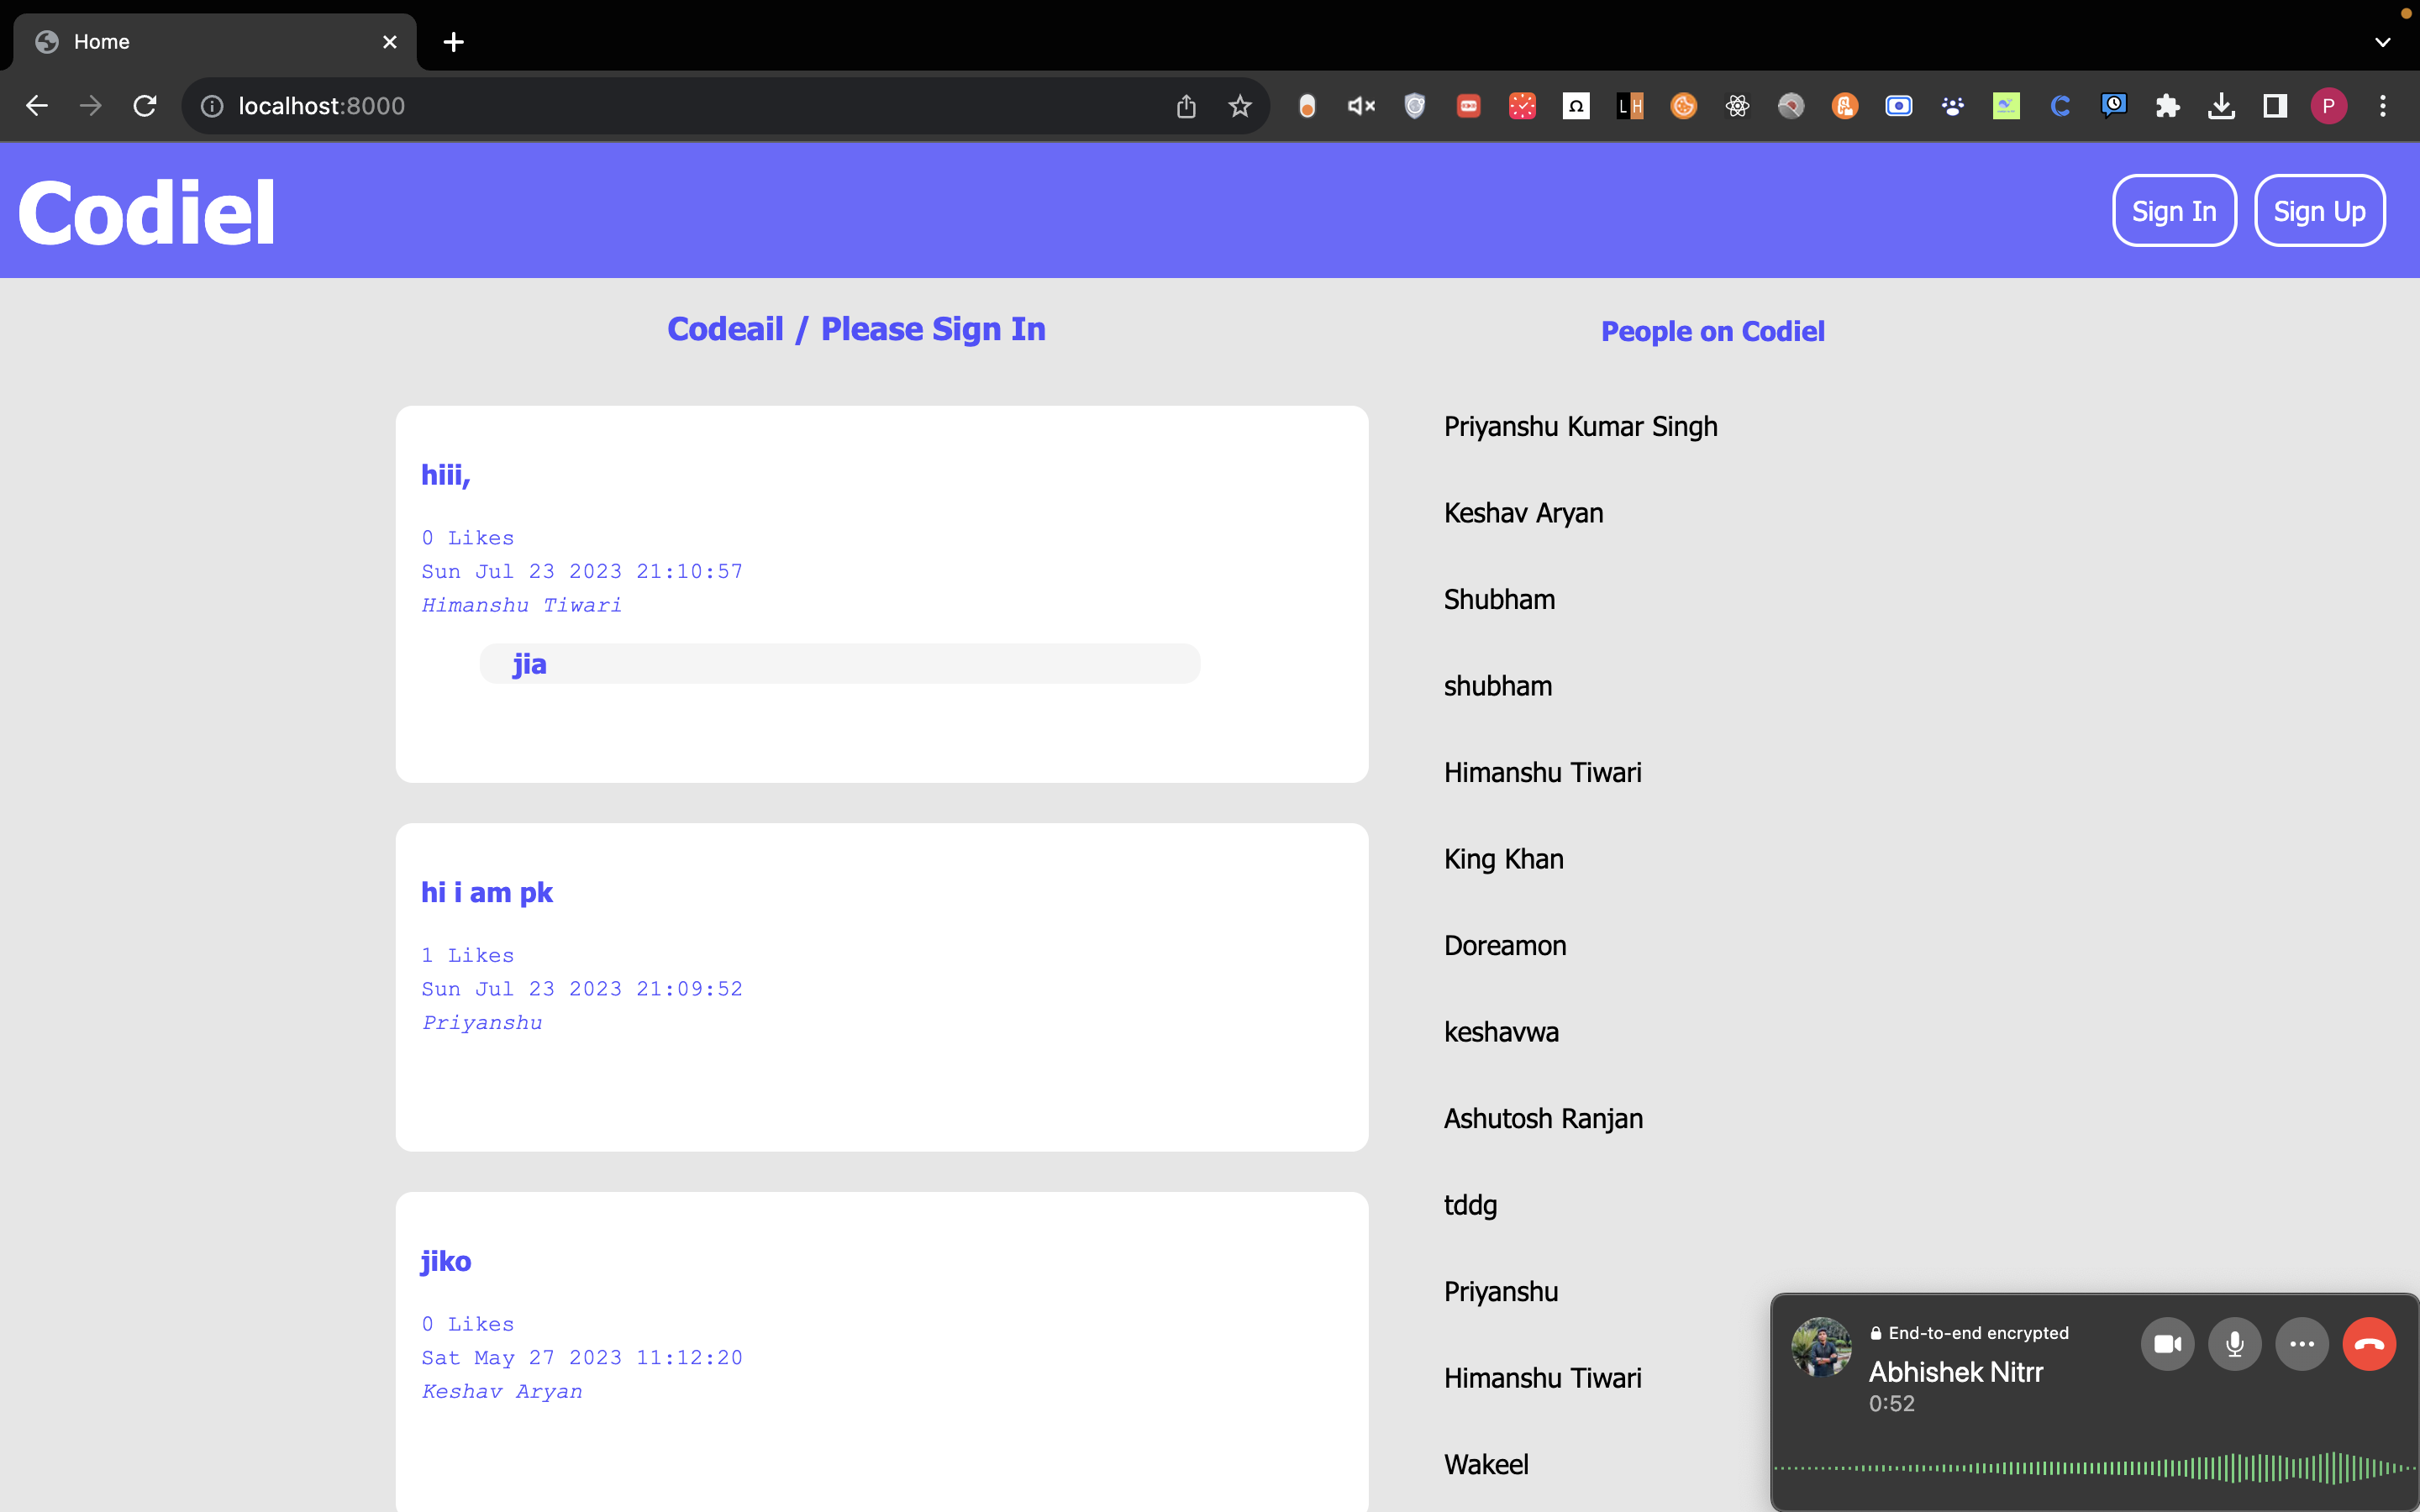 Home
localhost:8000
LH
P
Codiel
Sign In
Sign Up
Codeail / Please Sign In
hiii,
0 Likes
Sun Jul 23 2023 21:10:57
Himanshu Tiwari
jia
hi i am pk
1 Likes
Sun Jul 23 2023 21:09:52
Priyanshu
jiko
0 Likes
Sat May 27 2023 11:12:20
Keshav Aryan
People on Codiel
Priyanshu Kumar Singh
Keshav Aryan
Shubham
shubham
Himanshu Tiwari
King Khan
Doreamon
keshavwa
Ashutosh Ranjan
tddg
Priyanshu
Himanshu Tiwari
Wakeel
End-to-end encrypted
Abhishek Nitrr
0:52